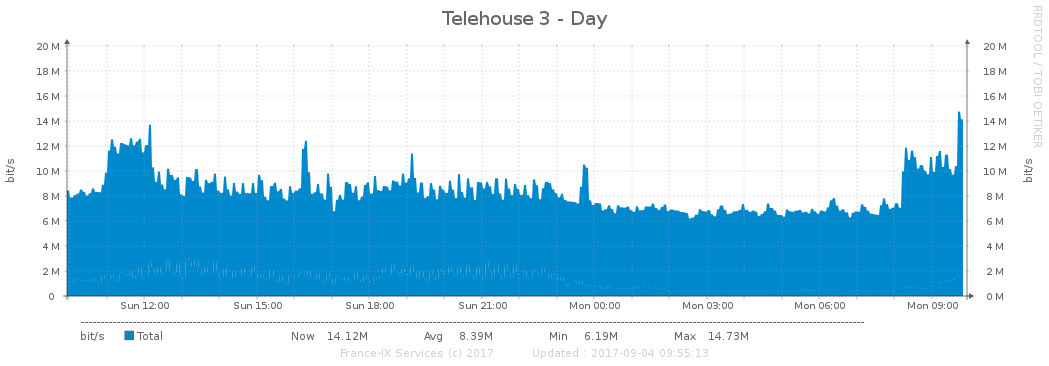 Telehouse 3 - Day
RRDTOOL / TOBI OETIKER
bit/s
20 M 20 M
18 M 18 M
16 M 16 M
14 M 14 M
12 M 12 M
10 M 10 M
8 M 8 M
6 M 6 M
4 M 4 M
2 M 2 M
0 0 M
bit/s
Sun 12:00 Sun 15:00 Sun 18:00 Sun 21:00 Mon 00:00 Mon 03:00 Mon 06:00 Mon 09:00
bit/s Total Now 14.12M Avg 8.39M Min 6.19M Max 14.73M
France-IX Services (c) 2017 Updated : 2017-09-04 09:55:13